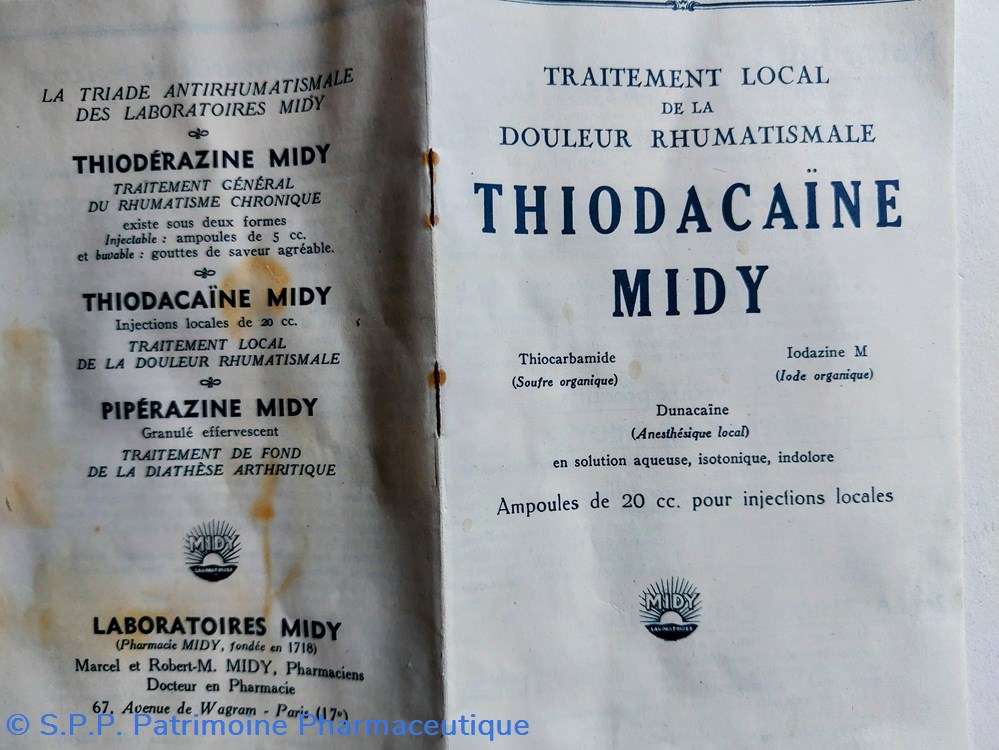 LA TRIADE ANTIRHUMATISMALE
DES LABORATOIRES MIDY
THIODÉRAZINE MIDY
TRAITEMENT GÉNÉRAL
DU RHUMATISME CHRONIQUE
existe sous deux formes
Injectable : ampoules de 5 cc.
et buvable : gouttes de saveur agréable.
THIODACAÏNE MIDY
Injections locales de 20 cc.
TRAITEMENT LOCAL
DE LA DOULEUR RHUMATISMALE
PIPÉRAZINE MIDY
Granulé effervescent
TRAITEMENT DE FOND
DE LA DIATHÈSE ARTHRITIQUE
MIDY
LABORATOIRES
LABORATOIRES MIDY
(Pharmacie MIDY, fondée en 1718)
Marcel et Robert-M. MIDY, Pharmaciens
Docteur en Pharmacie
67, Avenue de Wagram - Paris (17e)
TRAITEMENT LOCAL
DE LA
DOULEUR RHUMATISMALE
THIODACAÏNE
MIDY
Thiocarbamide
(Soufre organique)
Iodazine M
(Iode organique)
Dunacaïne
(Anesthésique local)
en solution aqueuse, isotonique, indolore
Ampoules de 20 cc. pour injections locales
MIDY
LABORATOIRES
© S.P.P. Patrimoine Pharmaceutique